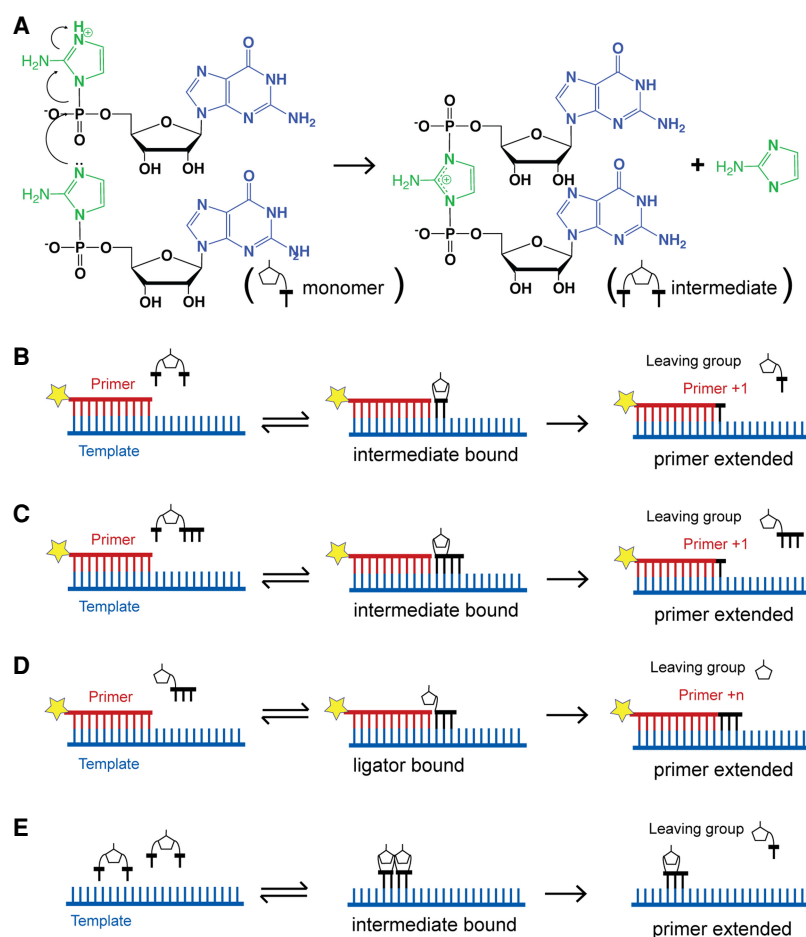 A
H
N
⊕
H₂N
N
O
N
NH
N
N
NH₂
⁻O
P
O
O
O
OH
OH
N
H₂N
N
O
N
NH
N
N
NH₂
⁻O
P
O
O
O
OH
OH
( monomer )
O
N
NH
N
N
NH₂
O
⁻O
P
O
O
N
H₂N
⊕
N
OH
OH
O
N
NH
N
N
NH₂
⁻O
P
O
O
O
OH
OH
+
H₂N
N
N
( intermediate )
B
Primer
Template
intermediate bound
Leaving group
Primer +1
primer extended
C
Primer
Template
intermediate bound
Leaving group
Primer +1
primer extended
D
Primer
Template
ligator bound
Leaving group
Primer +n
primer extended
E
Template
intermediate bound
Leaving group
primer extended